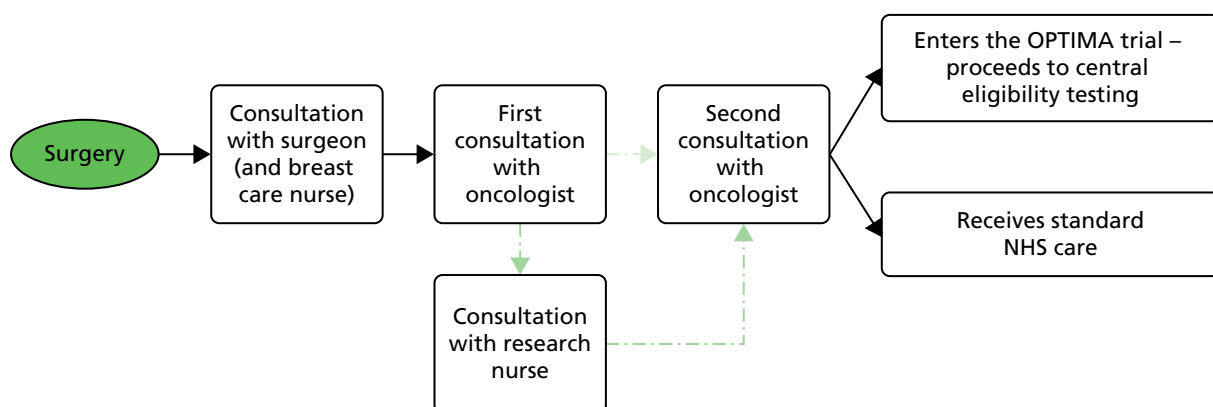 Surgery
Consultation
with surgeon
(and breast
care nurse)
First
consultation
with
oncologist
Second
consultation
with
oncologist
Enters the OPTIMA trial –
proceeds to central
eligibility testing
Receives standard
NHS care
Consultation
with research
nurse